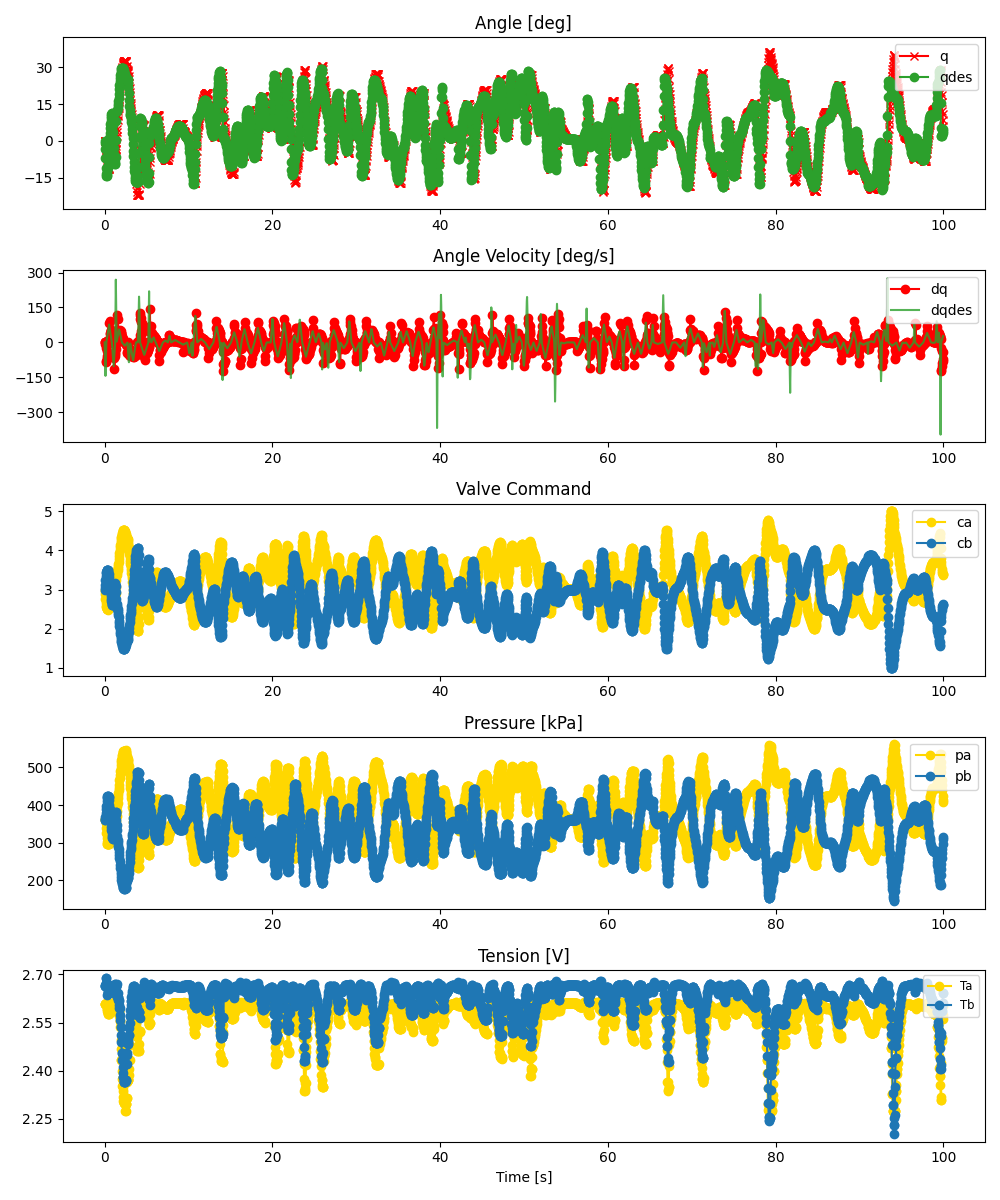 Angle [deg]
30
15
0
−15
q
qdes
0 20 40 60 80 100
Angle Velocity [deg/s]
300
150
0
−150
−300
dq
dqdes
0 20 40 60 80 100
Valve Command
5
4
3
2
1
ca
cb
0 20 40 60 80 100
Pressure [kPa]
500
400
300
200
pa
pb
0 20 40 60 80 100
Tension [V]
2.70
2.55
2.40
2.25
Ta
Tb
0 20 40 60 80 100
Time [s]